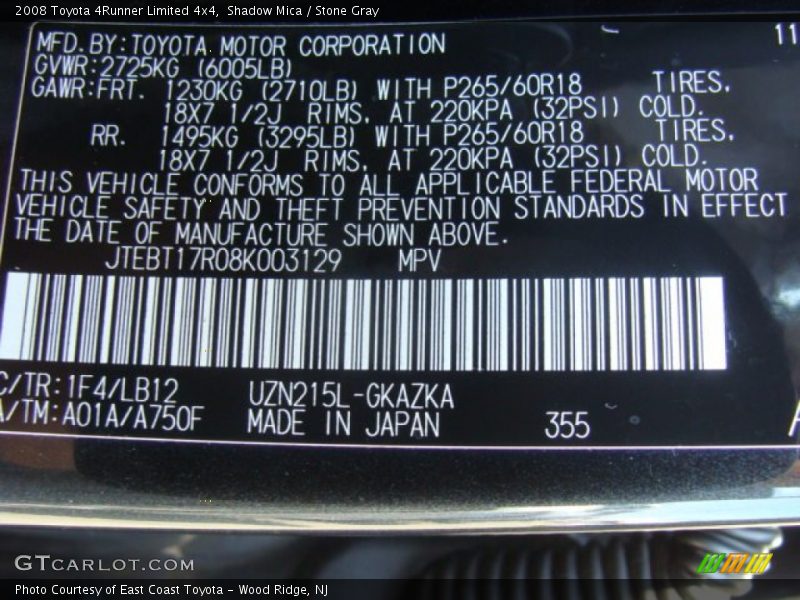 2008 Toyota 4Runner Limited 4x4, Shadow Mica / Stone Gray
MFD.BY:TOYOTA MOTOR CORPORATION 11
GVWR:2725KG (6005LB)
GAWR:FRT. 1230KG (2710LB) WITH P265/60R18 TIRES,
18X7 1/2J RIMS, AT 220KPA (32PSI) COLD.
RR. 1495KG (3295LB) WITH P265/60R18 TIRES,
18X7 1/2J RIMS, AT 220KPA (32PSI) COLD.
THIS VEHICLE CONFORMS TO ALL APPLICABLE FEDERAL MOTOR
VEHICLE SAFETY AND THEFT PREVENTION STANDARDS IN EFFECT
THE DATE OF MANUFACTURE SHOWN ABOVE.
JTEBT17R08K003129 MPV
C/TR:1F4/LB12 UZN215L-GKAZKA
A/TM:A01A/A750F MADE IN JAPAN 355
GTCARLOT.COM
Photo Courtesy of East Coast Toyota - Wood Ridge, NJ